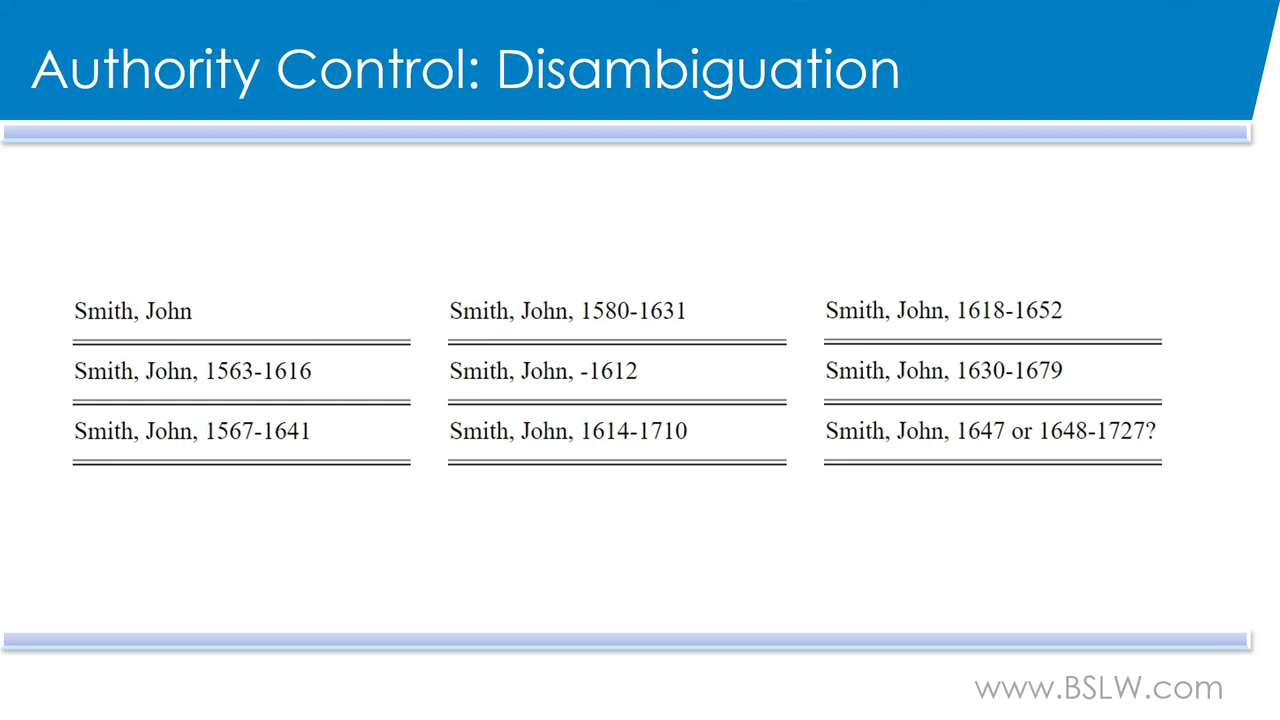 Authority Control: Disambiguation
Smith, John
Smith, John, 1563-1616
Smith, John, 1567-1641
Smith, John, 1580-1631
Smith, John, -1612
Smith, John, 1614-1710
Smith, John, 1618-1652
Smith, John, 1630-1679
Smith, John, 1647 or 1648-1727?
www.BSLW.com